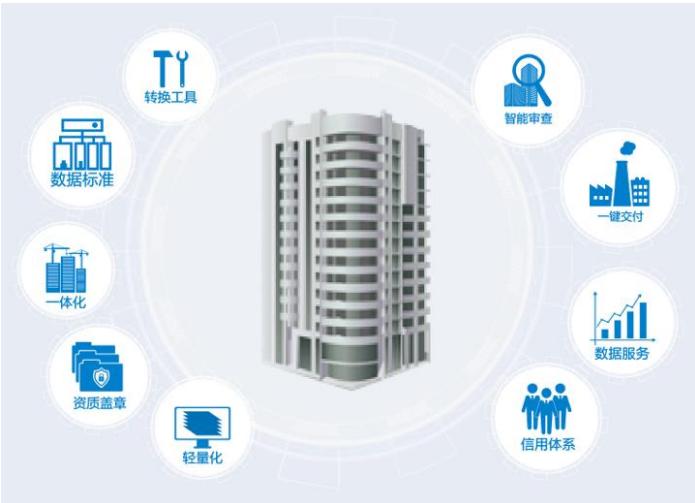 转换工具
智能审查
数据标准
一键交付
一体化
数据服务
资质盖章
信用体系
轻量化